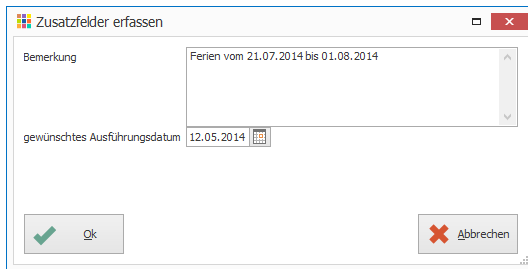 Zusatzfelder erfassen
Bemerkung
Ferien vom 21.07.2014 bis 01.08.2014
gewünschtes Ausführungsdatum 12.05.2014
Ok
Abbrechen